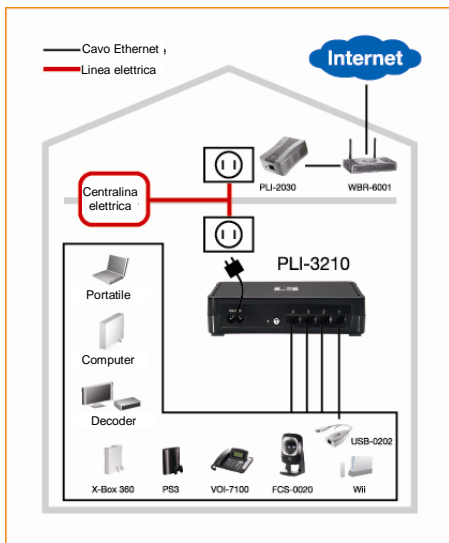 Cavo Ethernet
Linea elettrica
Internet
PLI-2030
WBR-6001
Centralina
elettrica
PLI-3210
Portatile
Computer
Decoder
USB-0202
X-Box 360
PS3
VOI-7100
FCS-0020
Wii